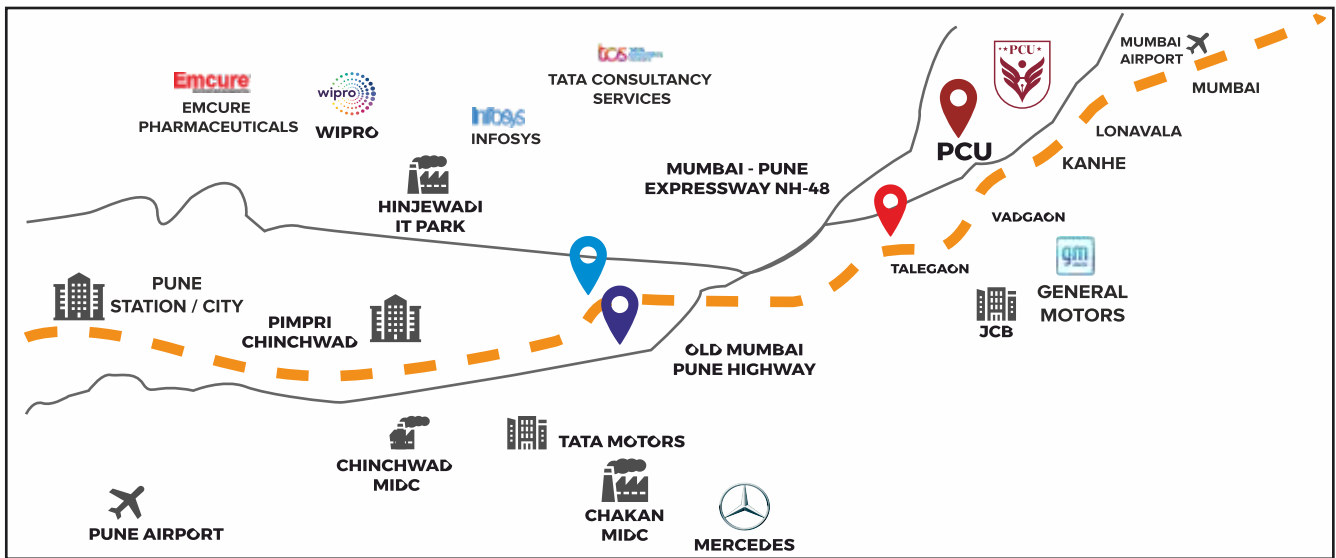 Emcure
EMCURE
PHARMACEUTICALS
wipro
WIPRO
Infosys
INFOSYS
tcs
TATA CONSULTANCY
SERVICES
HINJEWADI
IT PARK
MUMBAI - PUNE
EXPRESSWAY NH-48
PCU
PCU
MUMBAI
AIRPORT
MUMBAI
LONAVALA
KANHE
VADGAON
TALEGAON
gm
GENERAL
MOTORS
JCB
PUNE
STATION / CITY
PIMPRI
CHINCHWAD
OLD MUMBAI
PUNE HIGHWAY
CHINCHWAD
MIDC
TATA MOTORS
CHAKAN
MIDC
MERCEDES
PUNE AIRPORT